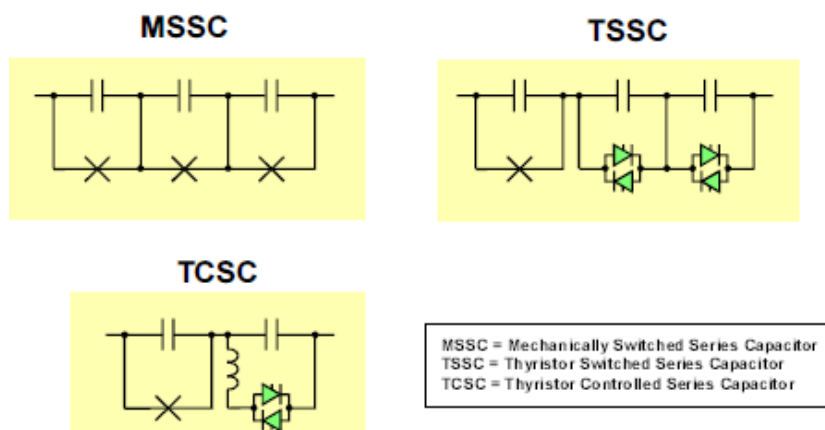 MSSC
TSSC
TCSC
MSSC = Mechanically Switched Series Capacitor
TSSC = Thyristor Switched Series Capacitor
TCSC = Thyristor Controlled Series Capacitor